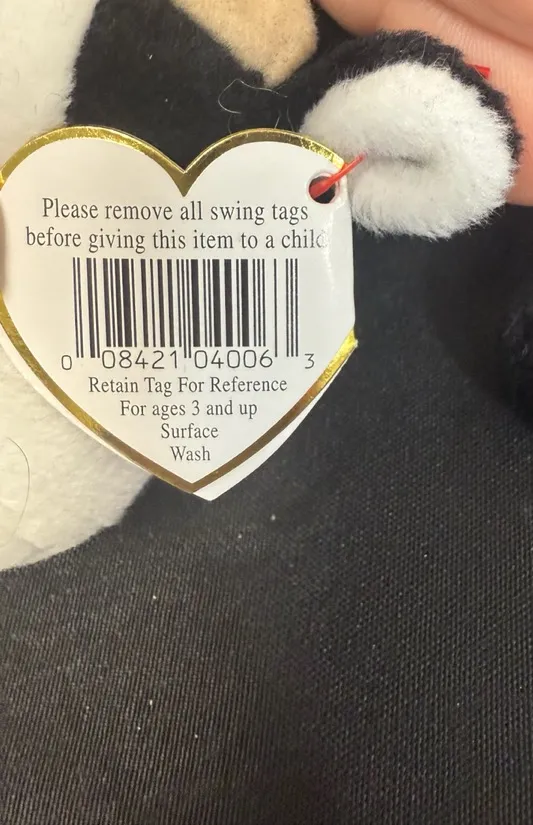 Please remove all swing tags
before giving this item to a child
0 08421 04006 3
Retain Tag For Reference
For ages 3 and up
Surface
Wash